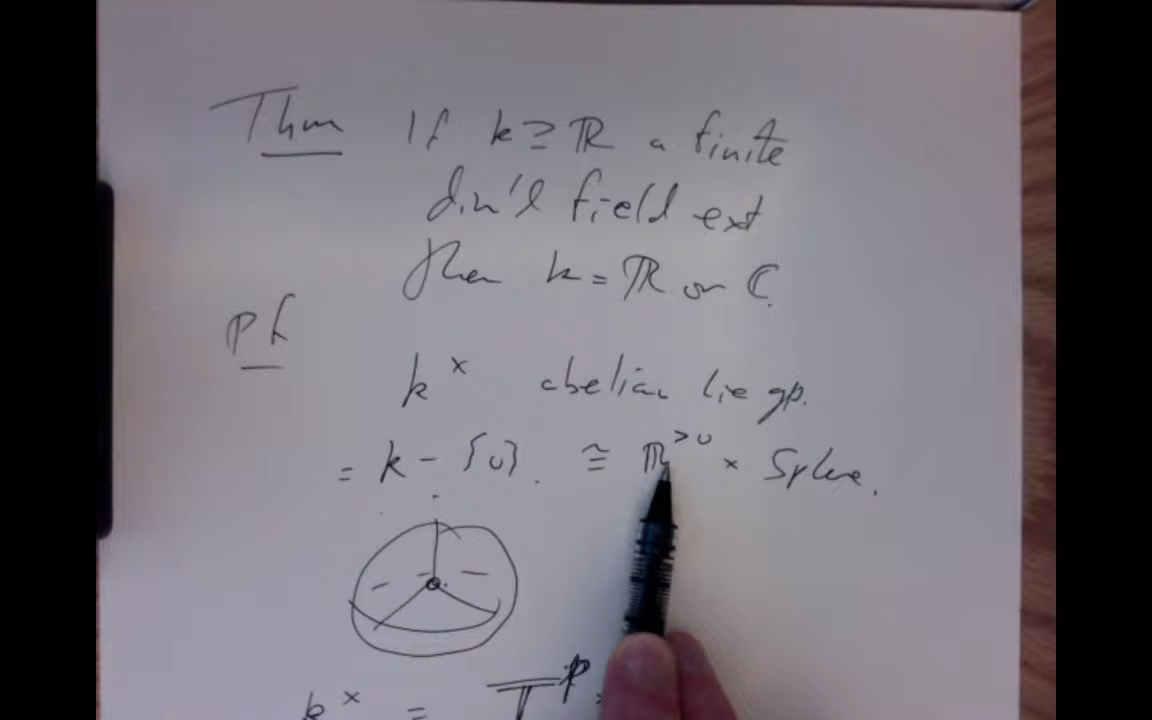 Thm If k ⊇ ℝ a finite
dim'l field ext
then k = ℝ or ℂ.
Pf
k^× abelian Lie gp.
= k - {0}. ≅ ℝ^{>0} × Sphere.
k^× = T^p